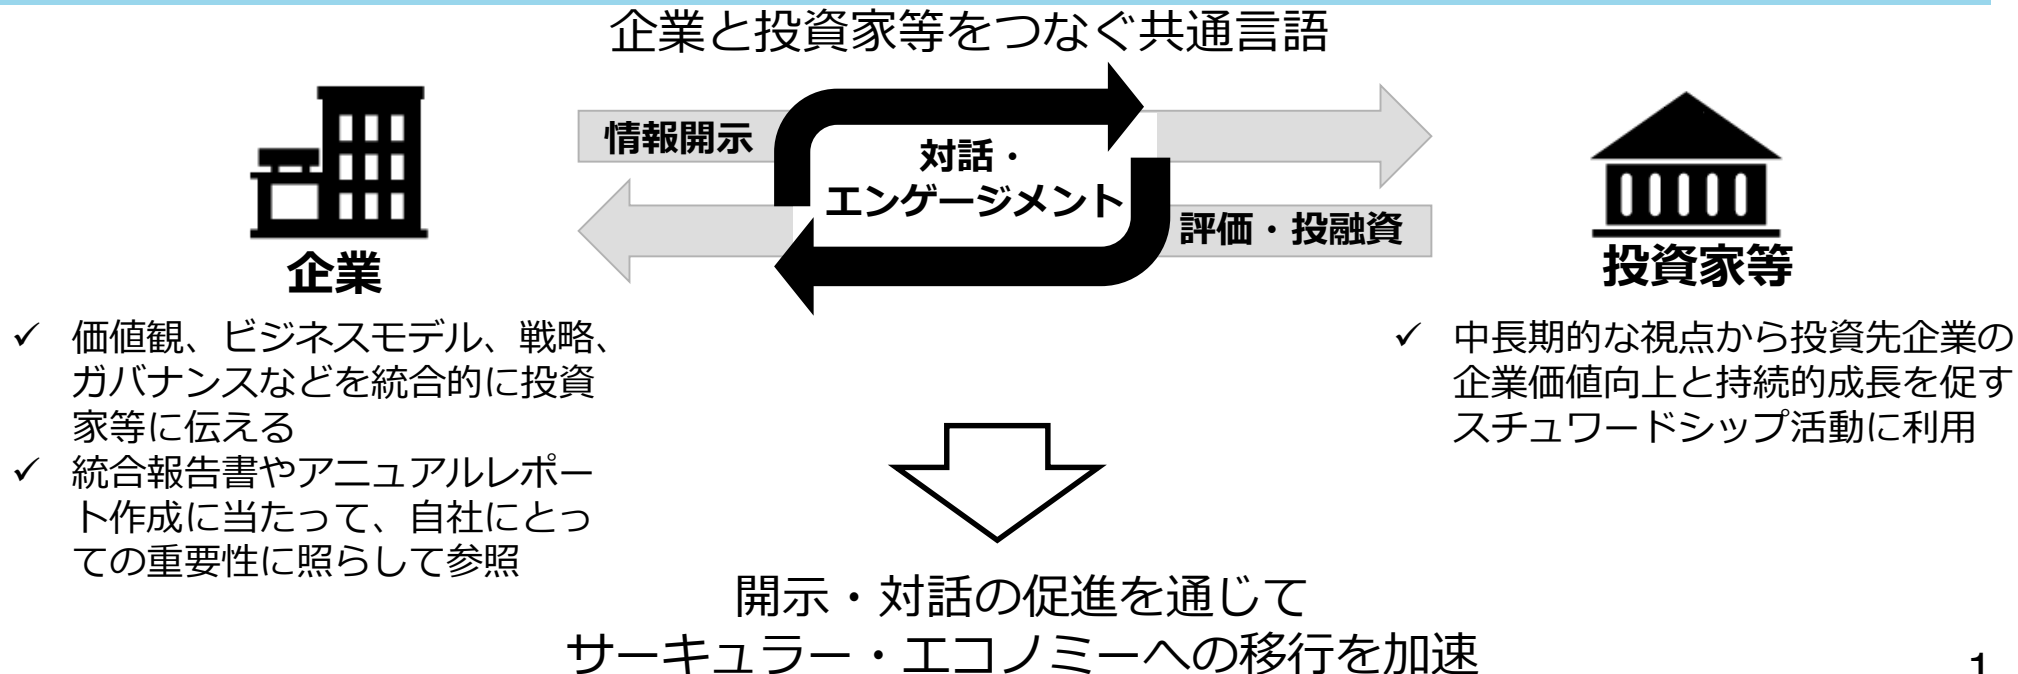 企業と投資家等をつなぐ共通言語
情報開示
対話・
エンゲージメント
評価・投融資
企業
投資家等
✓ 価値観、ビジネスモデル、戦略、
ガバナンスなどを統合的に投資
家等に伝える
✓ 統合報告書やアニュアルレポー
ト作成に当たって、自社にとっ
ての重要性に照らして参照
✓ 中長期的な視点から投資先企業の
企業価値向上と持続的成長を促す
スチュワードシップ活動に利用
開示・対話の促進を通じて
サーキュラー・エコノミーへの移行を加速
1